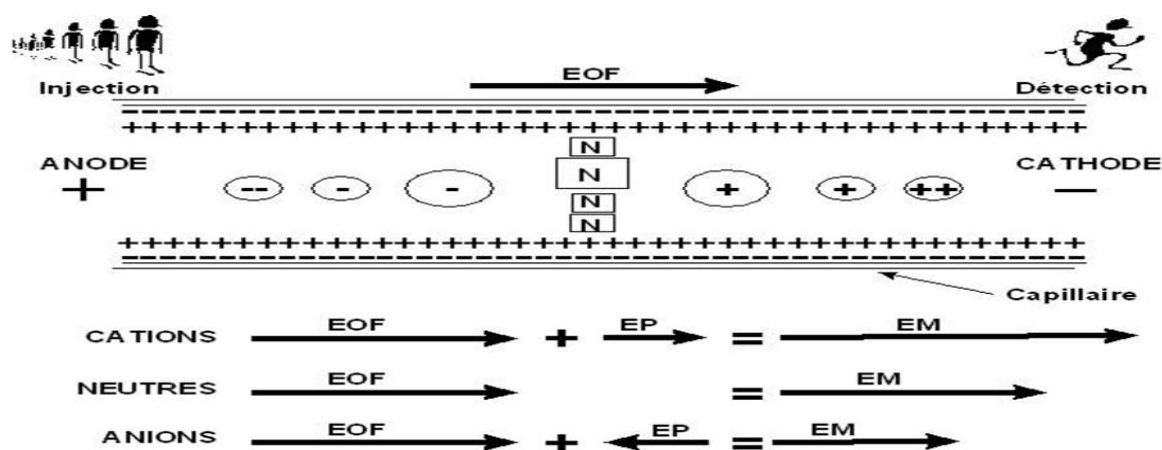 Injection EOF Détection
++++++++++++++++++++++++++++++++++++++++++++++++++++++++++++
ANODE N CATHODE
+ -- - - N + + ++ −
N
N
++++++++++++++++++++++++++++++++++++++++++++++++++++++++++++
Capillaire
CATIONS EOF + EP = EM
NEUTRES EOF = EM
ANIONS EOF + EP = EM